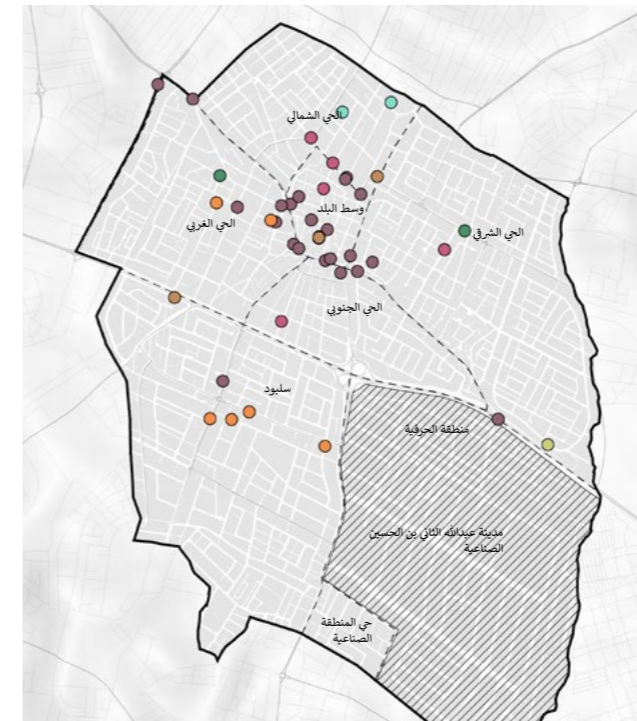 الحي الشمالي
وسط البلد
الحي الغربي
الحي الشرقي
الحي الجنوبي
سلبود
منطقة الحرفية
مدينة عبدالله الثاني بن الحسين
الصناعية
حي المنطقة
الصناعية